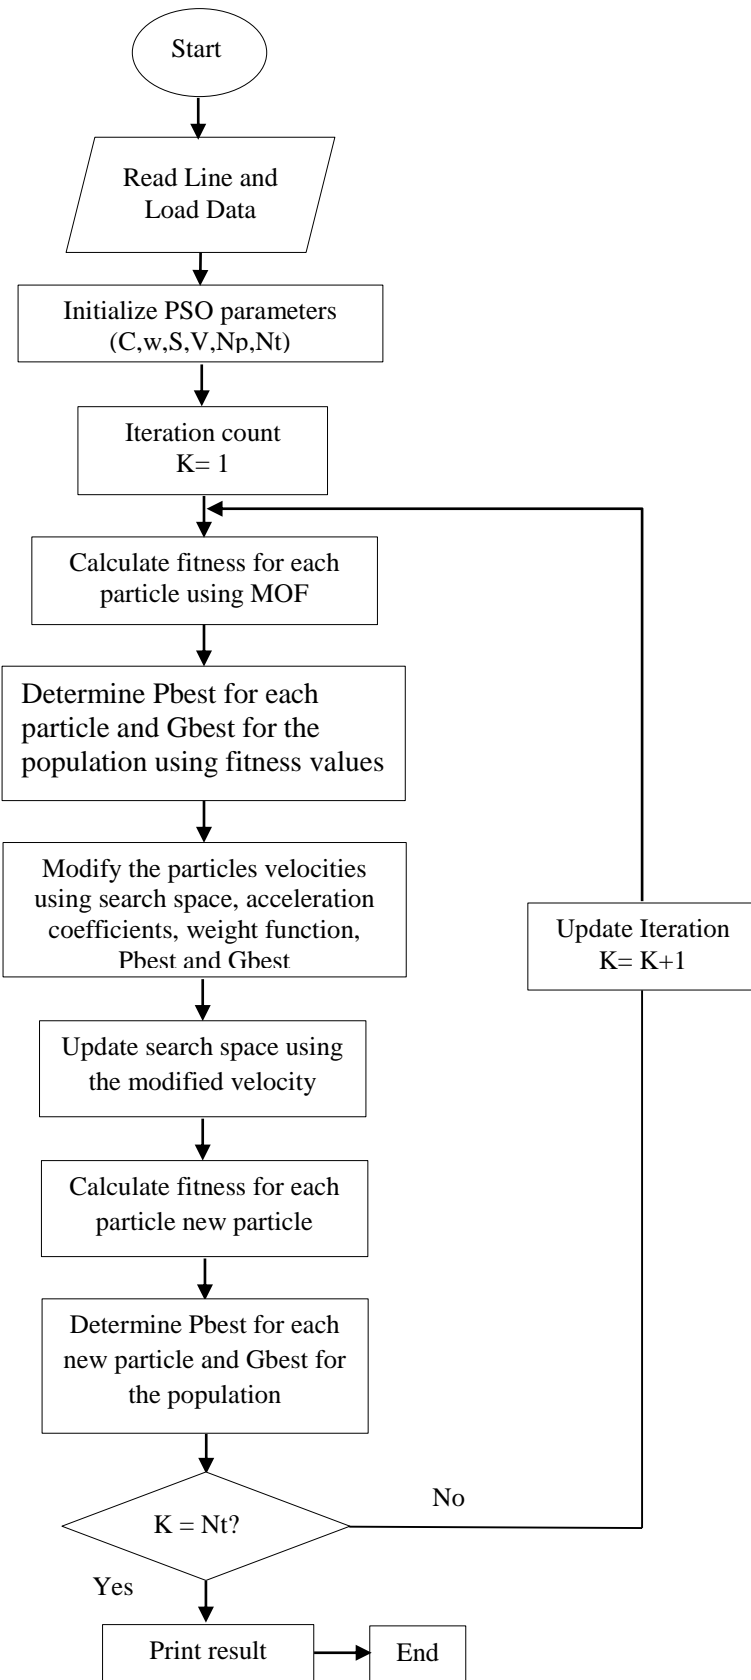 Start
Read Line and
Load Data
Initialize PSO parameters
(C,w,S,V,Np,Nt)
Iteration count
K= 1
Calculate fitness for each
particle using MOF
Determine Pbest for each
particle and Gbest for the
population using fitness values
Modify the particles velocities
using search space, acceleration
coefficients, weight function,
Pbest and Gbest
Update Iteration
K= K+1
Update search space using
the modified velocity
Calculate fitness for each
particle new particle
Determine Pbest for each
new particle and Gbest for
the population
No
K = Nt?
Yes
Print result
End